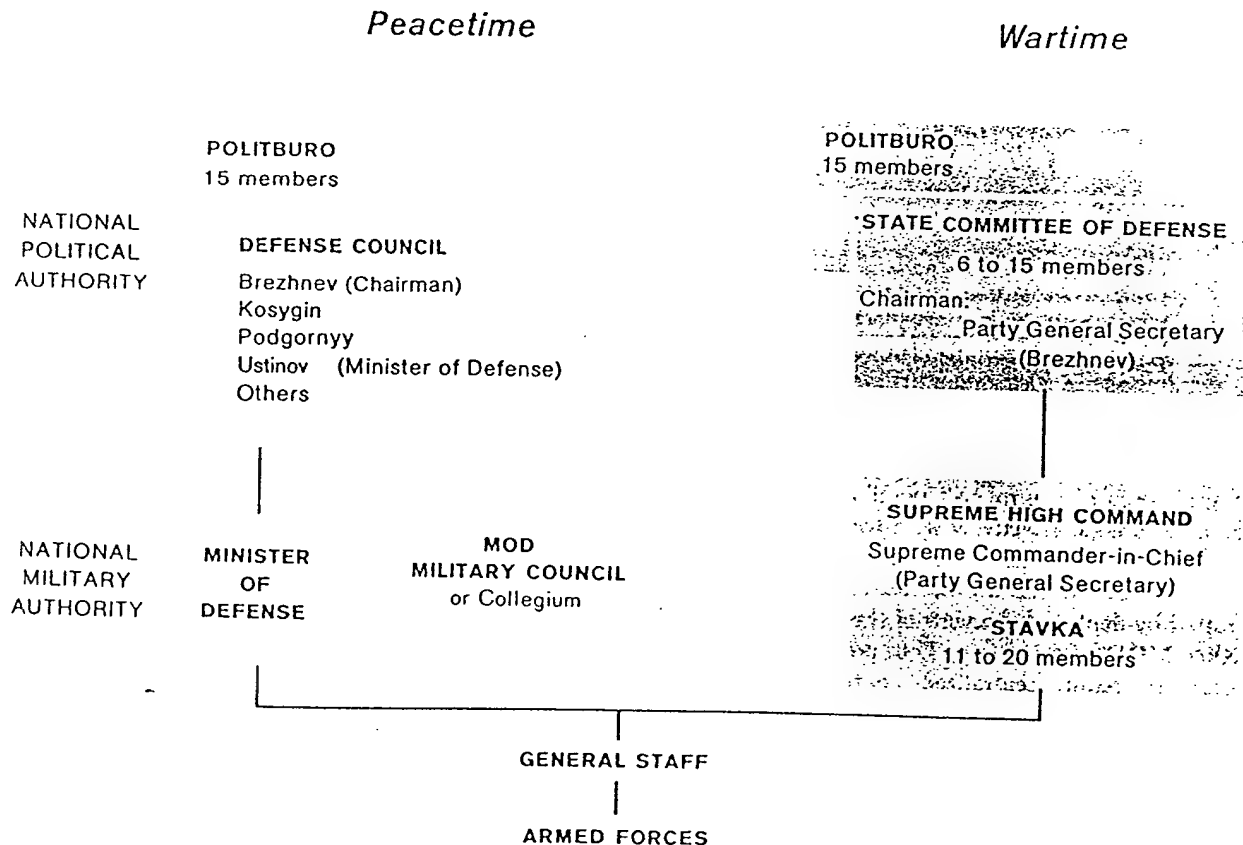 Peacetime
Wartime
POLITBURO
15 members
NATIONAL
POLITICAL
AUTHORITY
DEFENSE COUNCIL
Brezhnev (Chairman)
Kosygin
Podgornyy
Ustinov (Minister of Defense)
Others
POLITBURO
15 members
STATE COMMITTEE OF DEFENSE
6 to 15 members
Chairman:
Party General Secretary
(Brezhnev)
NATIONAL
MILITARY
AUTHORITY
MINISTER
OF
DEFENSE
MOD
MILITARY COUNCIL
or Collegium
SUPREME HIGH COMMAND
Supreme Commander-in-Chief
(Party General Secretary)
STAVKA
11 to 20 members
GENERAL STAFF
ARMED FORCES